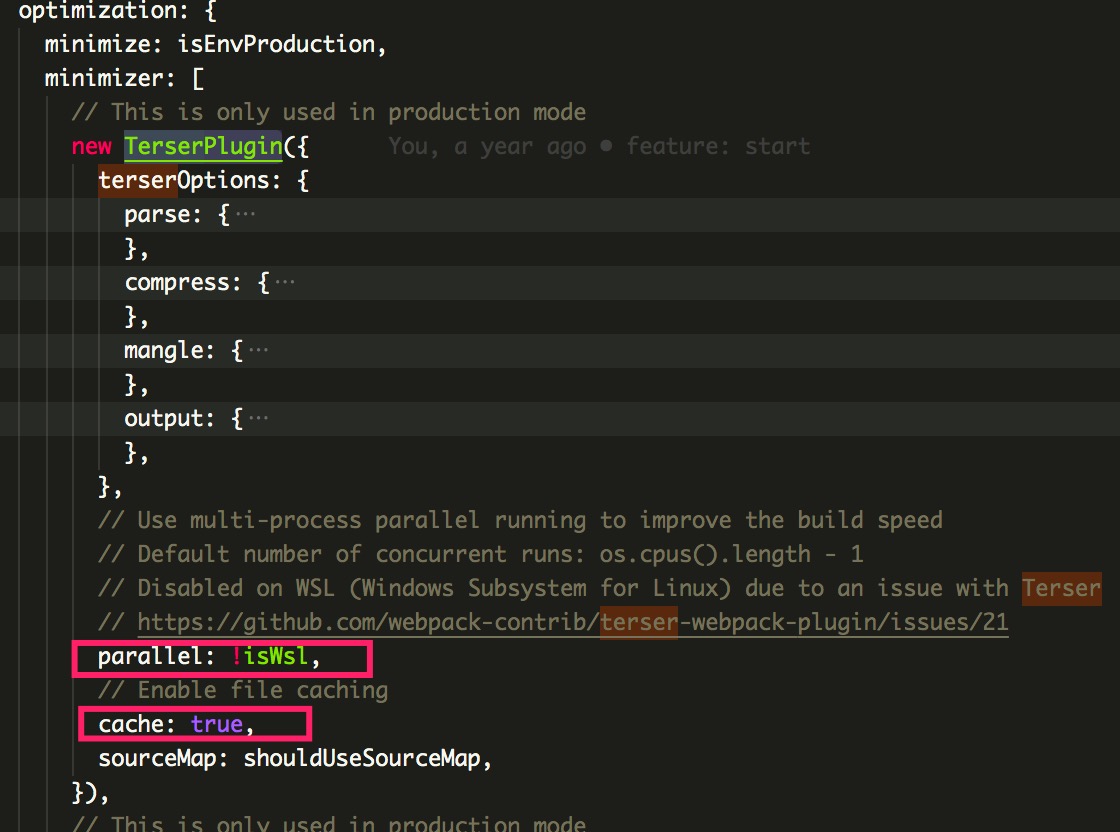 optimization: {
minimize: isEnvProduction,
minimizer: [
// This is only used in production mode
new TerserPlugin({ You, a year ago • feature: start
terserOptions: {
parse: {···
},
compress: {···
},
mangle: {···
},
output: {···
},
},
// Use multi-process parallel running to improve the build speed
// Default number of concurrent runs: os.cpus().length - 1
// Disabled on WSL (Windows Subsystem for Linux) due to an issue with Terser
// https://github.com/webpack-contrib/terser-webpack-plugin/issues/21
parallel: !isWsl,
// Enable file caching
cache: true,
sourceMap: shouldUseSourceMap,
}),
// This is only used in production mode